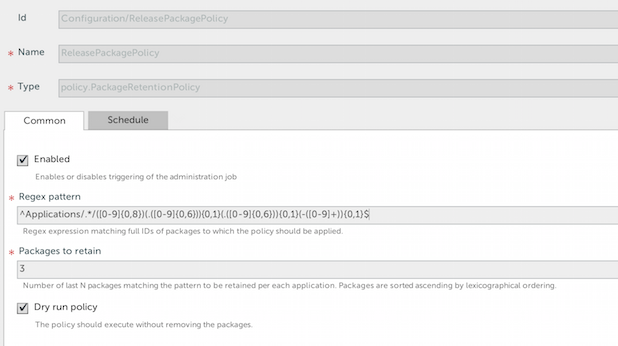 Id
Configuration/ReleasePackagePolicy
* Name
ReleasePackagePolicy
* Type
policy.PackageRetentionPolicy
Common
Schedule
Enabled
Enables or disables triggering of the administration job
* Regex pattern
^Applications/.*/([0-9]{0,8})(.([0-9]{0,6})){0,1}(.([0-9]{0,6})){0,1}(-([0-9]+)){0,1}$
Regex expression matching full IDs of packages to which the policy should be applied.
* Packages to retain
3
Number of last N packages matching the pattern to be retained per each application. Packages are sorted ascending by lexicographical ordering.
Dry run policy
The policy should execute without removing the packages.